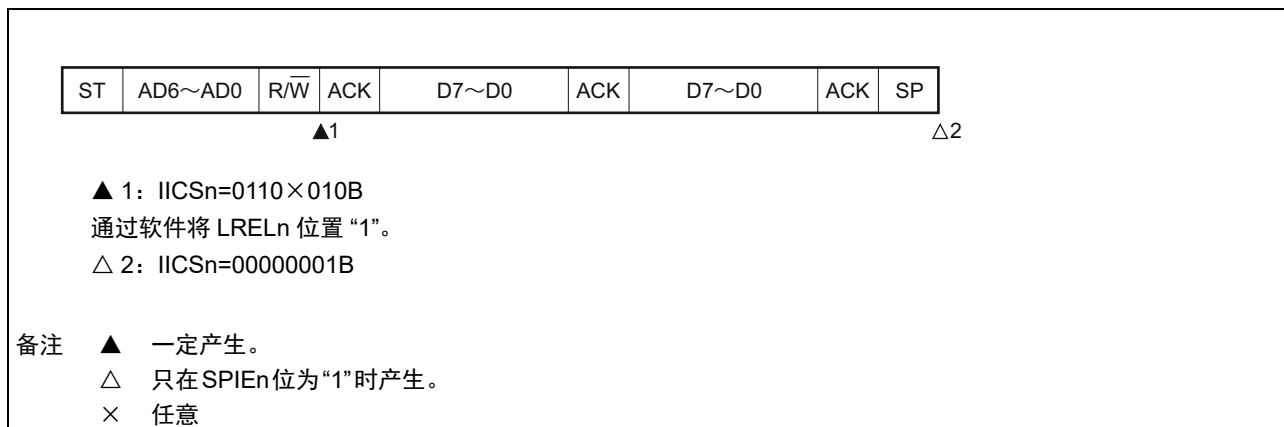 ST AD6～AD0 R/W̅ ACK D7～D0 ACK D7～D0 ACK SP
▲1 △2
▲ 1：IICSn=0110×010B
通过软件将 LRELn 位置 “1”。
△ 2：IICSn=00000001B
备注 ▲ 一定产生。
△ 只在SPIEn位为“1”时产生。
× 任意